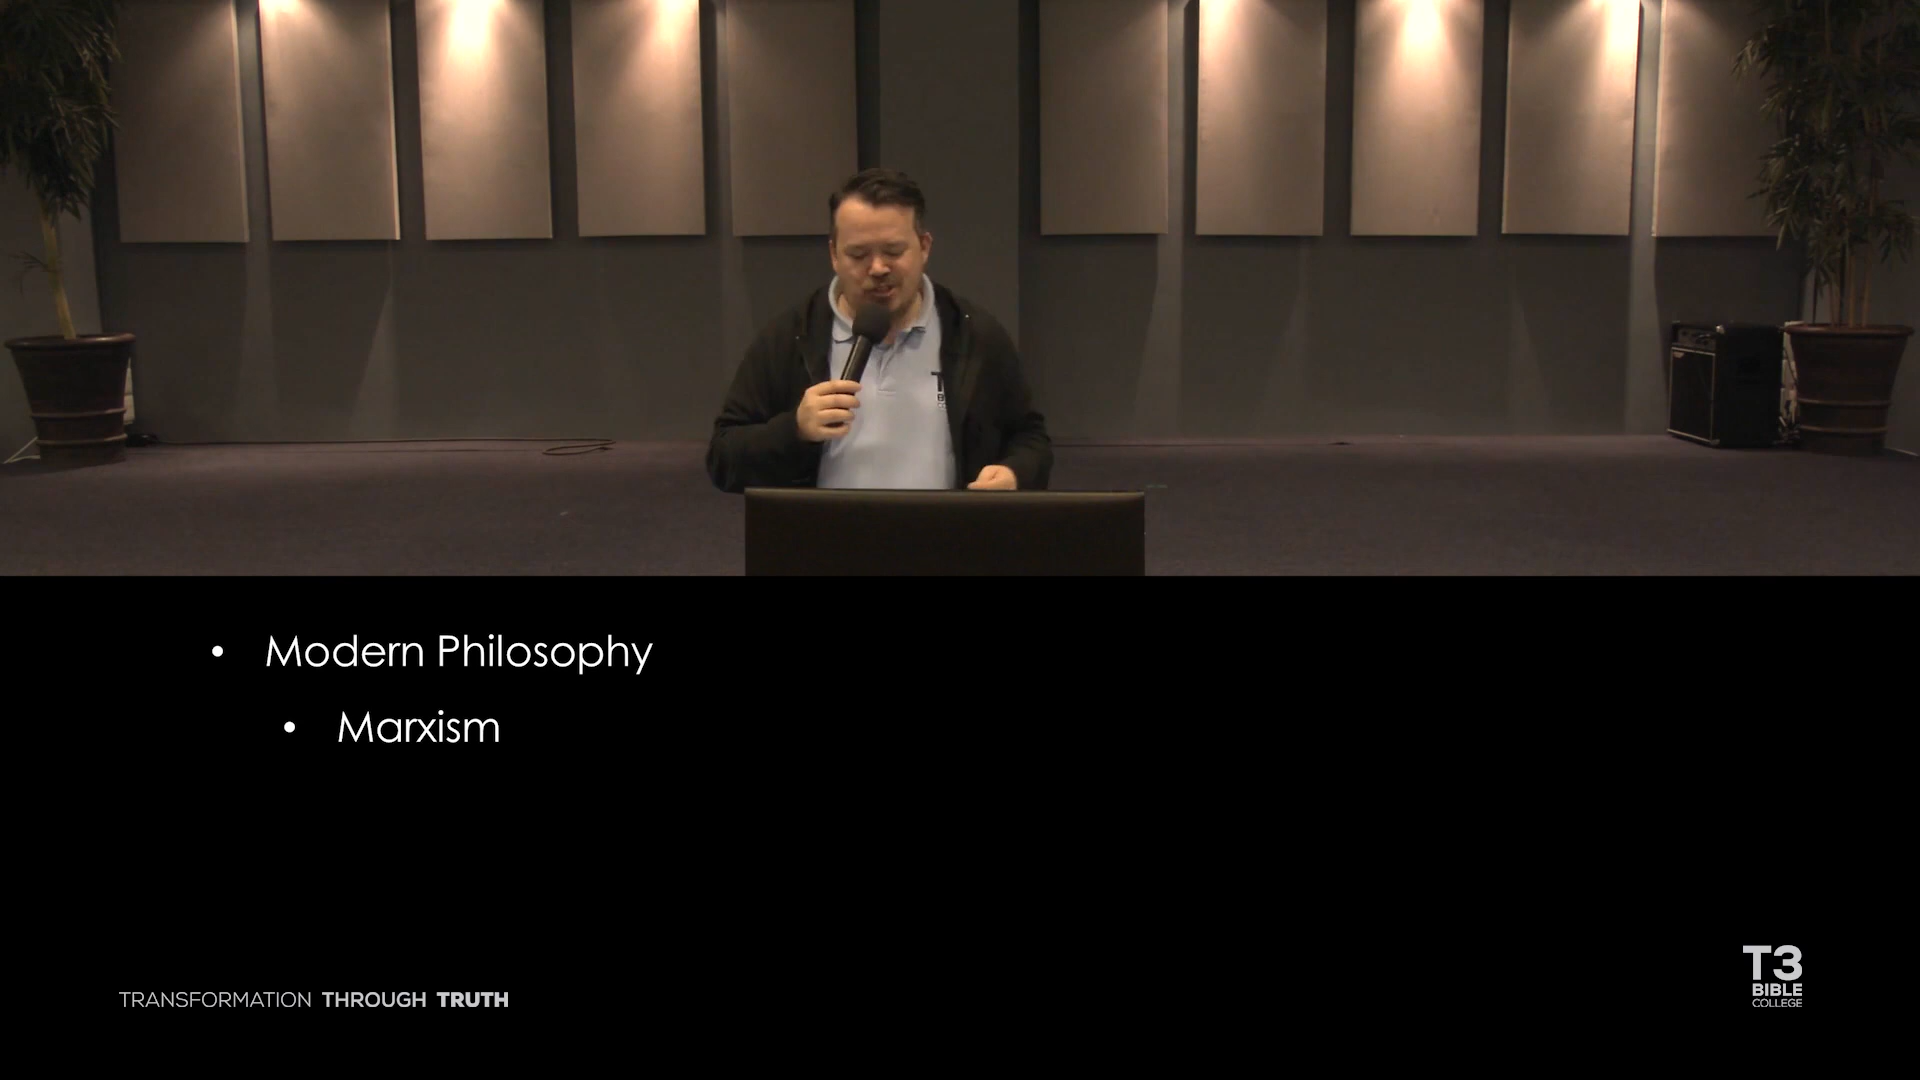 • Modern Philosophy
• Marxism
TRANSFORMATION THROUGH TRUTH
T3
BIBLE
COLLEGE